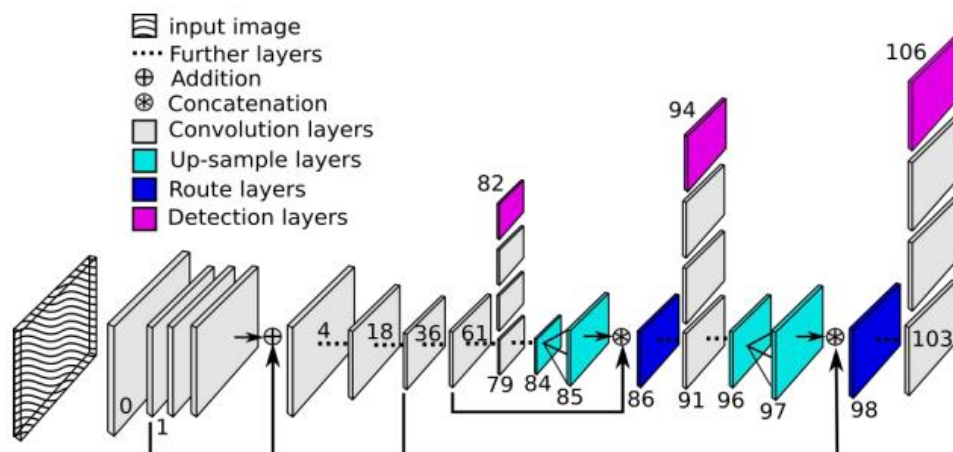 input image
Further layers
Addition
Concatenation
Convolution layers
Up-sample layers
Route layers
Detection layers
82
94
106
0
1
4
18
36
61
79
84
85
86
91
96
97
98
103